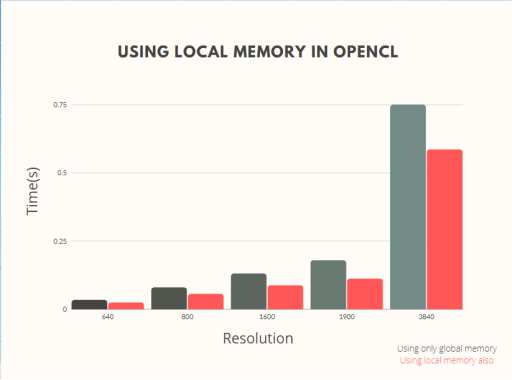 USING LOCAL MEMORY IN OPENCL
0.75
0.5
0.25
0
Time(s)
640 800 1600 1900 3840
Resolution
Using only global memory
Using local memory also